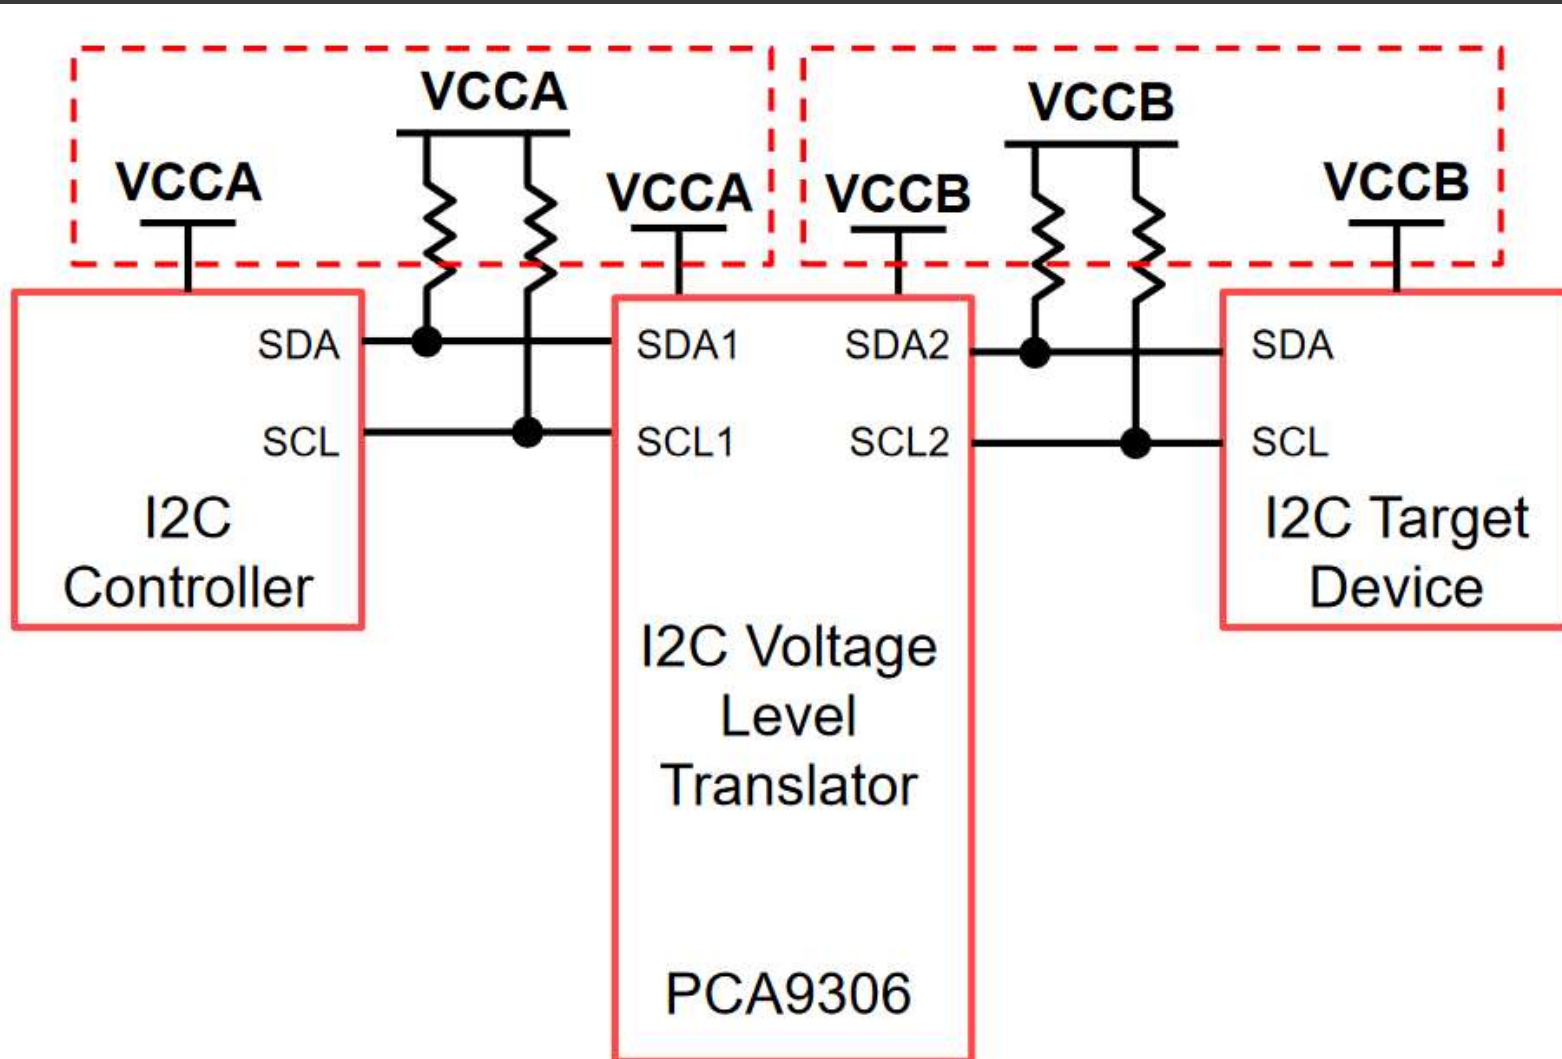 VCCA
VCCB
VCCA
VCCA
VCCB
VCCB
SDA
SDA1
SDA2
SDA
SCL
SCL1
SCL2
SCL
I2C
Controller
I2C Voltage
Level
Translator
PCA9306
I2C Target
Device